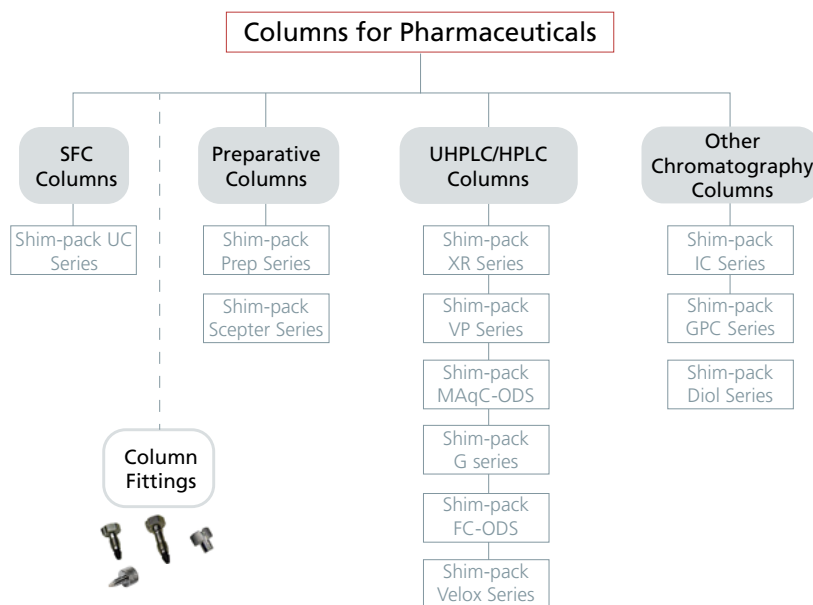 Columns for Pharmaceuticals
SFC
Columns
Shim-pack UC
Series
Preparative
Columns
Shim-pack
Prep Series
Shim-pack
Scepter Series
UHPLC/HPLC
Columns
Shim-pack
XR Series
Shim-pack
VP Series
Shim-pack
MAqC-ODS
Shim-pack
G series
Shim-pack
FC-ODS
Shim-pack
Velox Series
Other
Chromatography
Columns
Shim-pack
IC Series
Shim-pack
GPC Series
Shim-pack
Diol Series
Column
Fittings